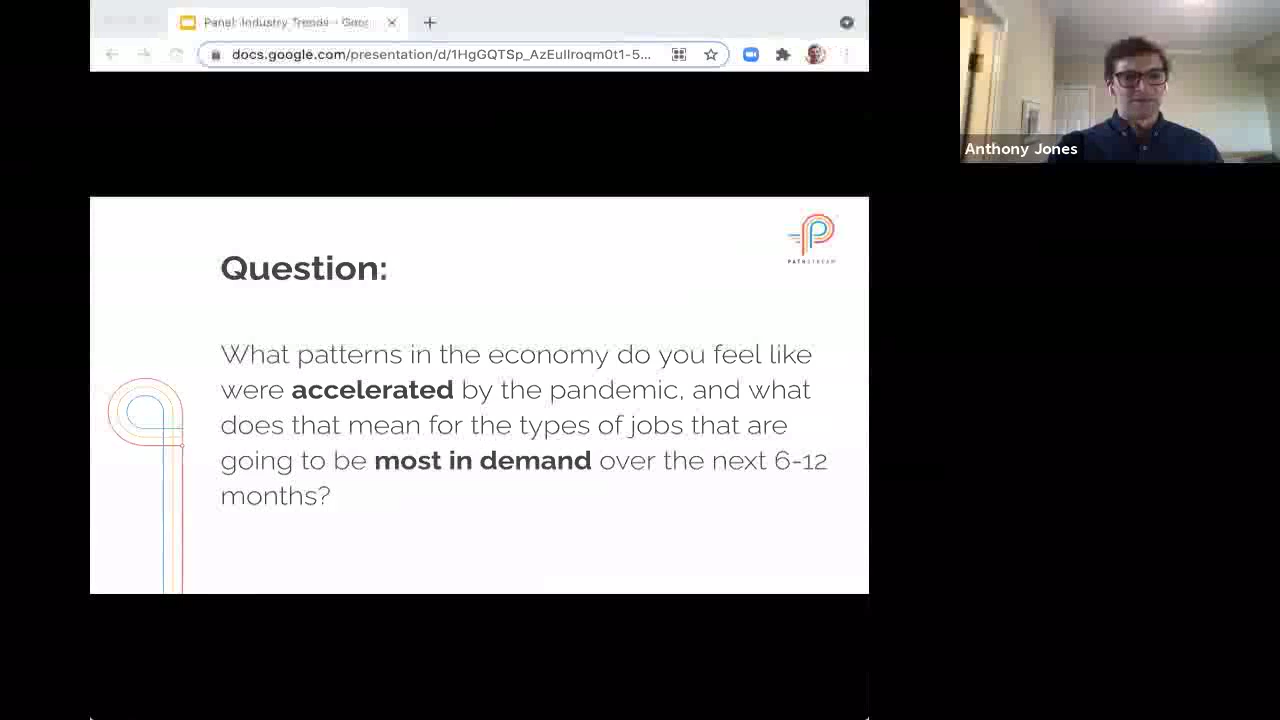 Panel: Industry Trends - Goo
docs.google.com/presentation/d/1HgGQTSp_AzEuIlroqm0t1-5...
Anthony Jones
PATHSTREAM
Question:
What patterns in the economy do you feel like
were accelerated by the pandemic, and what
does that mean for the types of jobs that are
going to be most in demand over the next 6-12
months?